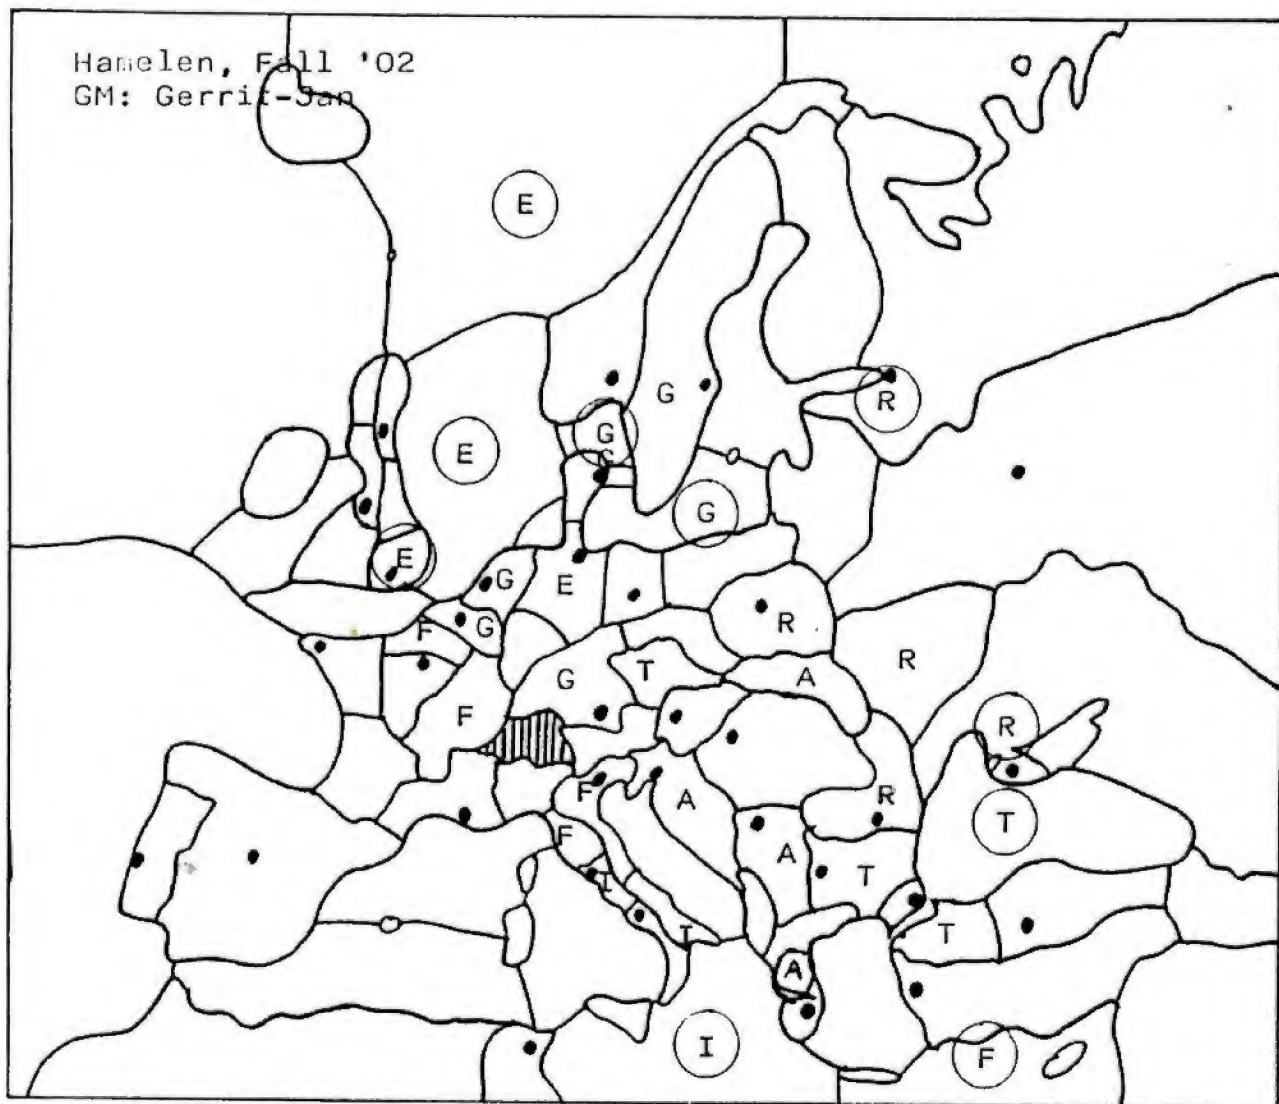 Hamelen, Fall '02
GM: Gerrit-Jan
E
G R
G
E G
G
E
G E
F G R
R
G T A
F R
F A R
F T
A
I T
I T
A
I F